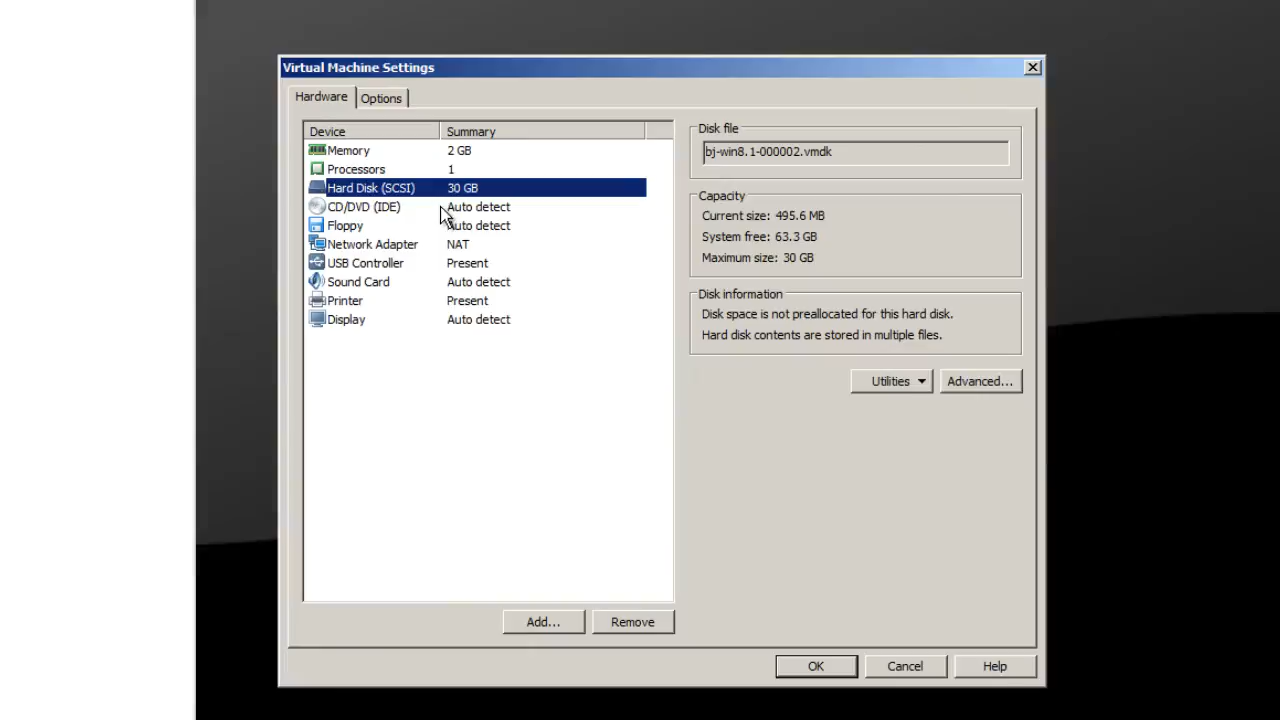 Virtual Machine Settings
Hardware Options
Device Summary
Memory 2 GB
Processors 1
Hard Disk (SCSI) 30 GB
CD/DVD (IDE) Auto detect
Floppy Auto detect
Network Adapter NAT
USB Controller Present
Sound Card Auto detect
Printer Present
Display Auto detect
Add... Remove
Disk file
bj-win8.1-000002.vmdk
Capacity
Current size: 495.6 MB
System free: 63.3 GB
Maximum size: 30 GB
Disk information
Disk space is not preallocated for this hard disk.
Hard disk contents are stored in multiple files.
Utilities Advanced...
OK Cancel Help